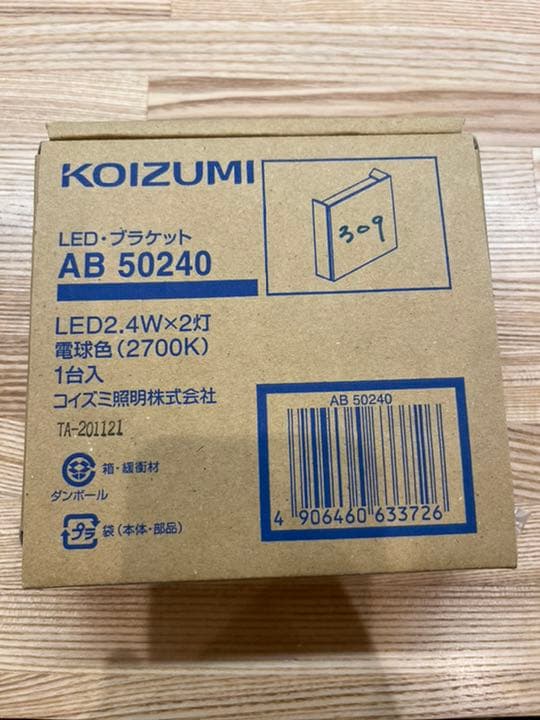 KOIZUMI
LED・ブラケット
AB 50240
309
LED2.4W×2灯
電球色(2700K)
1台入
コイズミ照明株式会社
TA-201121
箱・緩衝材
ダンボール
プラ
袋(本体・部品)
AB 50240
4 906460 633726